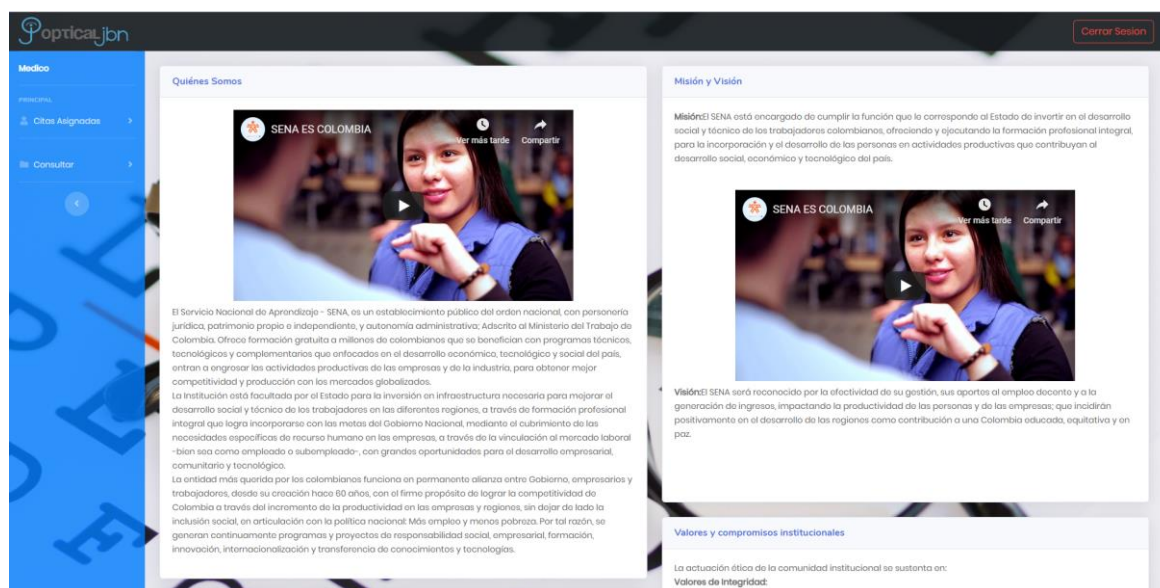 opticaljbn
Cerrar Sesion
Medico
PRINCIPAL
Citas Asignadas
Consultar
Quiénes Somos
SENA ES COLOMBIA
Ver más tarde
Compartir
El Servicio Nacional de Aprendizaje - SENA, es un establecimiento público del orden nacional, con personería
jurídica, patrimonio propio e independiente, y autonomía administrativa; Adscrito al Ministerio del Trabajo de
Colombia. Ofrece formación gratuita a millones de colombianos que se benefician con programas técnicos,
tecnológicos y complementarios que enfocados en el desarrollo económico, tecnológico y social del país,
entran a engrosar las actividades productivas de las empresas y de la industria, para obtener mejor
competitividad y producción con los mercados globalizados.
La Institución está facultada por el Estado para la inversión en infraestructura necesaria para mejorar el
desarrollo social y técnico de los trabajadores en las diferentes regiones, a través de formación profesional
integral que logra incorporarse con las metas del Gobierno Nacional, mediante el cubrimiento de las
necesidades específicas de recurso humano en las empresas, a través de la vinculación al mercado laboral
-bien sea como empleado o subempleado-, con grandes oportunidades para el desarrollo empresarial,
comunitario y tecnológico.
La entidad más querida por los colombianos funciona en permanente alianza entre Gobierno, empresarios y
trabajadores, desde su creación hace 60 años, con el firme propósito de lograr la competitividad de
Colombia a través del incremento de la productividad en las empresas y regiones, sin dejar de lado la
inclusión social, en articulación con la política nacional: Más empleo y menos pobreza. Por tal razón, se
generan continuamente programas y proyectos de responsabilidad social, empresarial, formación,
innovación, internacionalización y transferencia de conocimientos y tecnologías.
Misión y Visión
Misión:El SENA está encargado de cumplir la función que le corresponde al Estado de invertir en el desarrollo
social y técnico de los trabajadores colombianos, ofreciendo y ejecutando la formación profesional integral,
para la incorporación y el desarrollo de las personas en actividades productivas que contribuyan al
desarrollo social, económico y tecnológico del país.
SENA ES COLOMBIA
Ver más tarde
Compartir
Visión:El SENA será reconocido por la efectividad de su gestión, sus aportes al empleo decente y a la
generación de ingresos, impactando la productividad de las personas y de las empresas; que incidirán
positivamente en el desarrollo de las regiones como contribución a una Colombia educada, equitativa y en
paz.
Valores y compromisos institucionales
La actuación ética de la comunidad institucional se sustenta en:
Valores de Integridad: